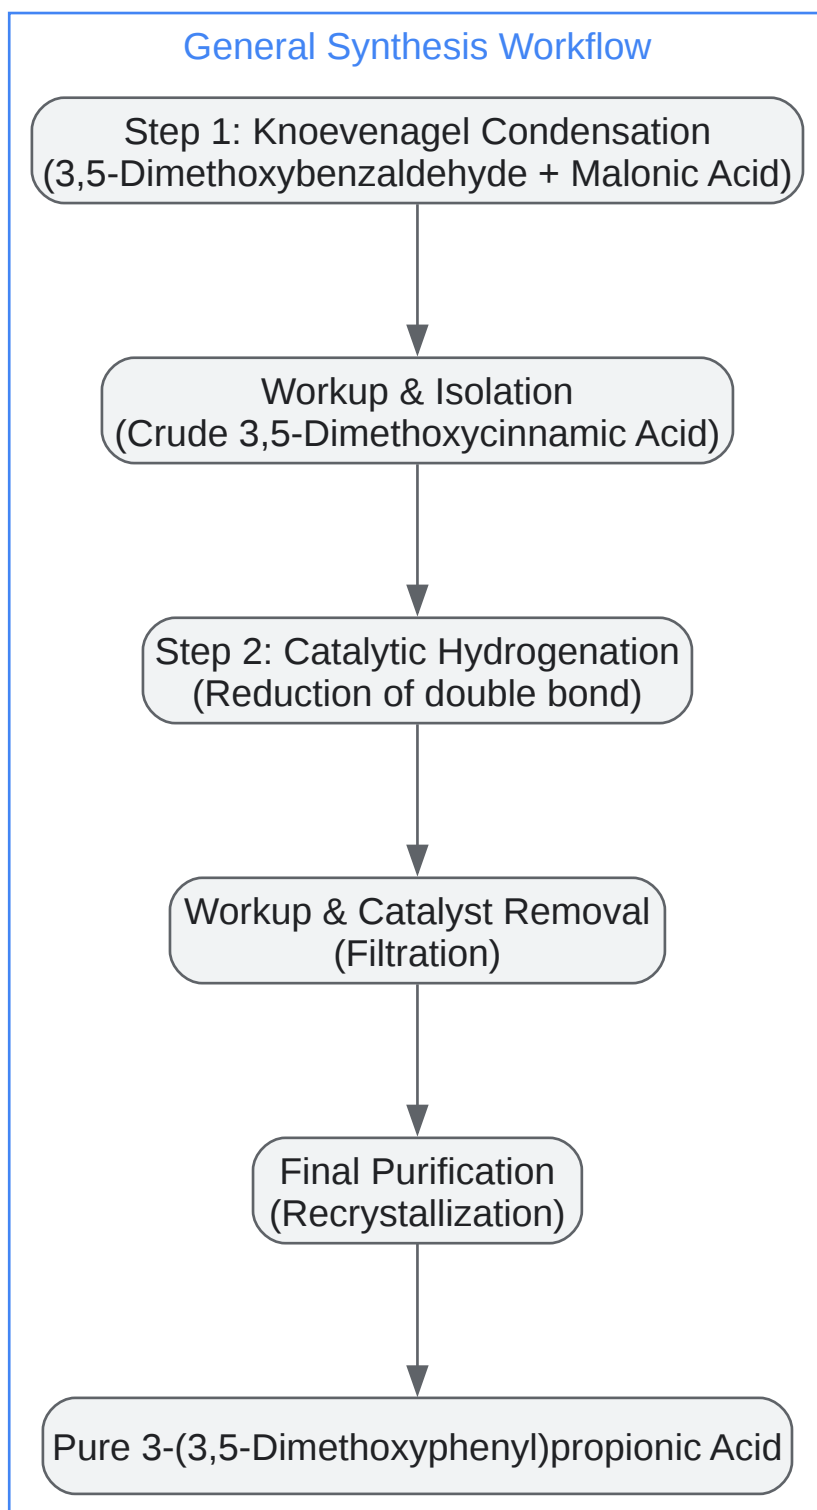 General Synthesis Workflow
Step 1: Knoevenagel Condensation
(3,5-Dimethoxybenzaldehyde + Malonic Acid)
Workup & Isolation
(Crude 3,5-Dimethoxycinnamic Acid)
Step 2: Catalytic Hydrogenation
(Reduction of double bond)
Workup & Catalyst Removal
(Filtration)
Final Purification
(Recrystallization)
Pure 3-(3,5-Dimethoxyphenyl)propionic Acid